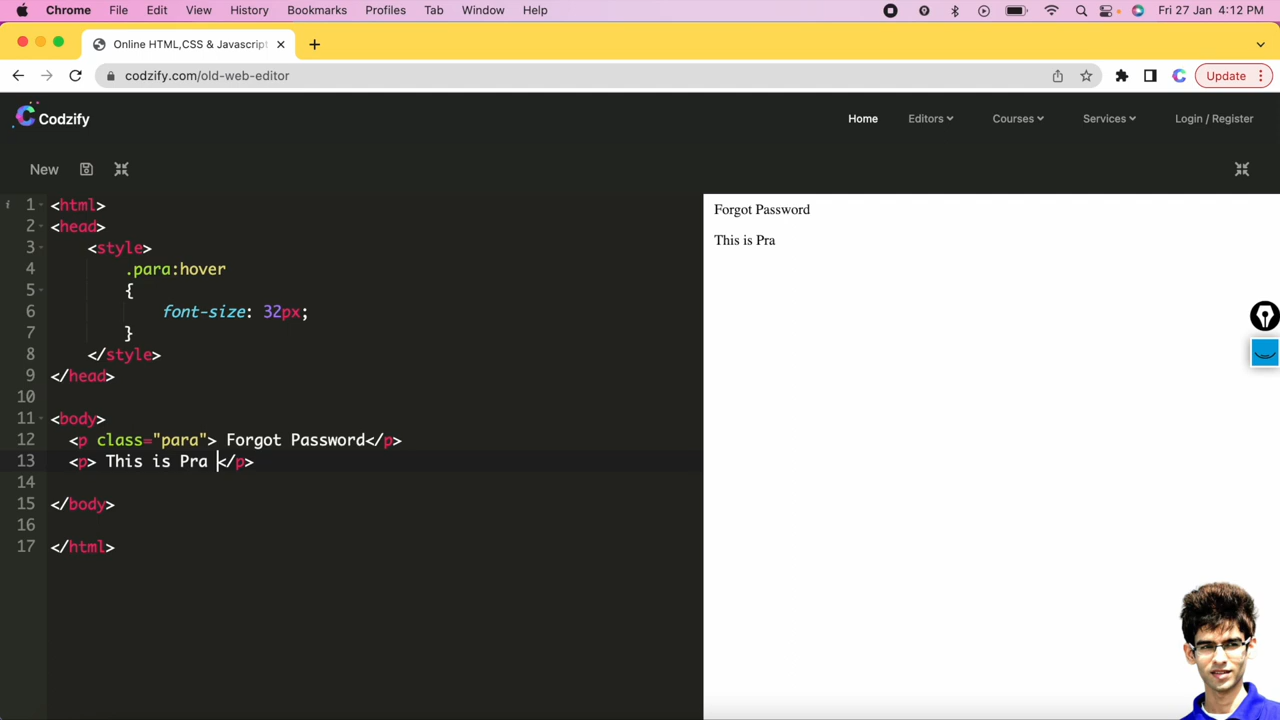 Chrome File Edit View History Bookmarks Profiles Tab Window Help Fri 27 Jan 4:12 PM
Online HTML,CSS & Javascript
codzify.com/old-web-editor Update
Codzify Home Editors Courses Services Login / Register
New
1 <html>
2 <head>
3 <style>
4 .para:hover
5 {
6 font-size: 32px;
7 }
8 </style>
9 </head>
10
11 <body>
12 <p class="para"> Forgot Password</p>
13 <p> This is Pra </p>
14
15 </body>
16
17 </html>
Forgot Password
This is Pra